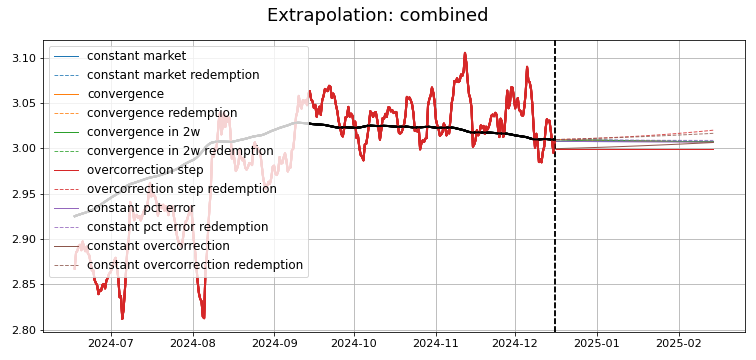 Extrapolation: combined
3.10
3.05
3.00
2.95
2.90
2.85
2.80
constant market
constant market redemption
convergence
convergence redemption
convergence in 2w
convergence in 2w redemption
overcorrection step
overcorrection step redemption
constant pct error
constant pct error redemption
constant overcorrection
constant overcorrection redemption
2024-07 2024-08 2024-09 2024-10 2024-11 2024-12 2025-01 2025-02